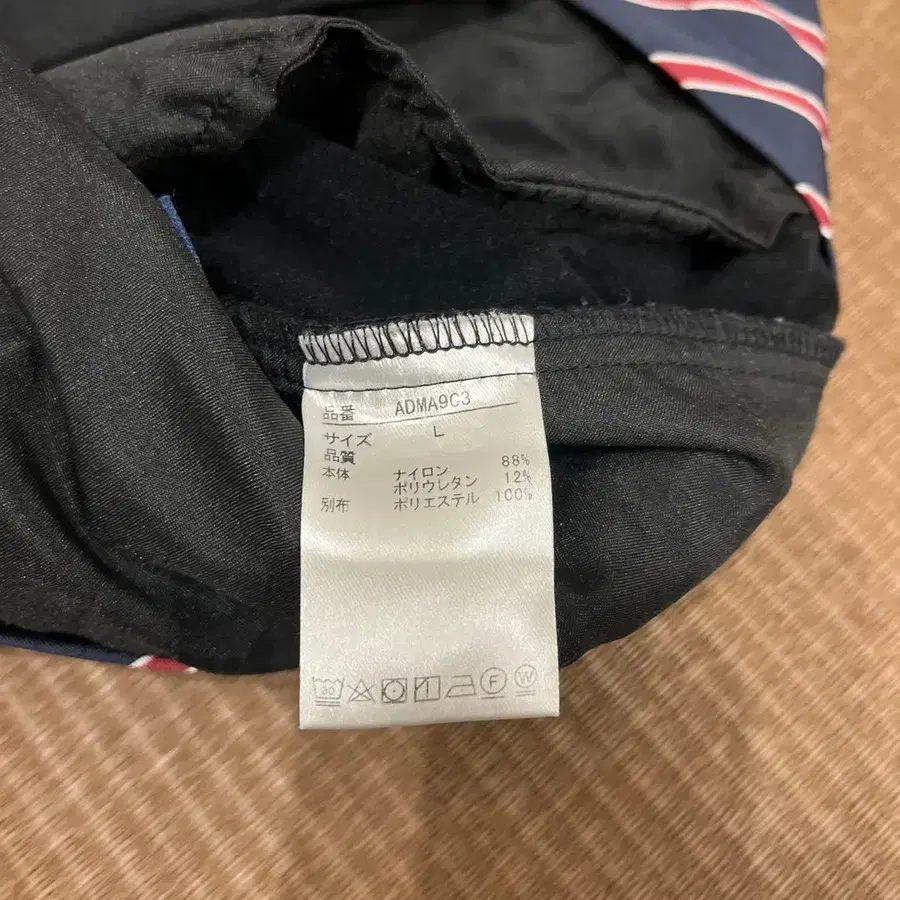 品番 ADMA9C3
サイズ L
品質
本体 ナイロン 88%
ポリウレタン 12%
別布 ポリエステル 100%
30 F W